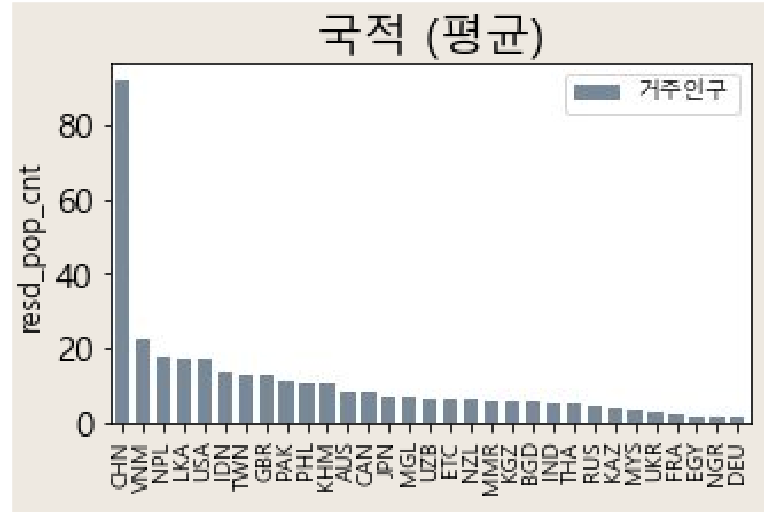 국적 (평균)
거주인구
resd_pop_cnt
80
60
40
20
0
CHN VNM NPL LKA USA IDN TWN GBR PAK PHL KHM AUS CAN JPN MGL UZB ETC NZL MMR KGZ BGD IND THA RUS KAZ MYS UKR FRA EGY NGR DEU